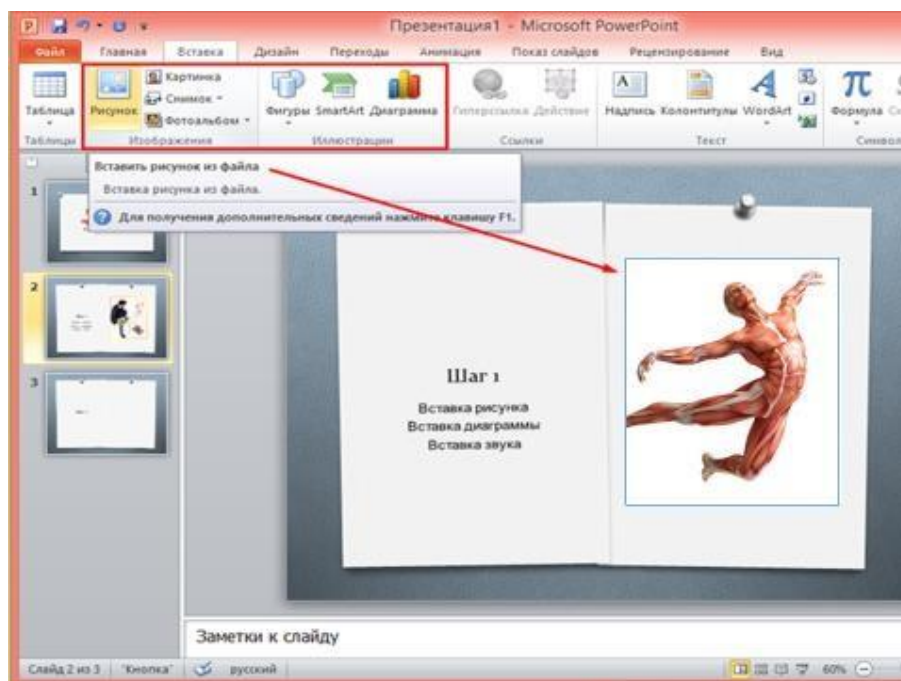 Презентация1 - Microsoft PowerPoint
Файл Главная Вставка Дизайн Переходы Анимация Показ слайдов Рецензирование Вид
Таблица
Рисунок
Картинка
Снимок
Фотоальбом
Фигуры SmartArt Диаграмма
Гиперссылка Действие
Надпись Колонтитулы WordArt
Формула
Таблицы Изображения Иллюстрации Ссылки Текст
Вставить рисунок из файла
Вставка рисунка из файла.
Для получения дополнительных сведений нажмите клавишу F1.
1
2
3
Шаг 1
Вставка рисунка
Вставка диаграммы
Вставка звука
Заметки к слайду
Слайд 2 из 3 "Кнопка" русский 60%